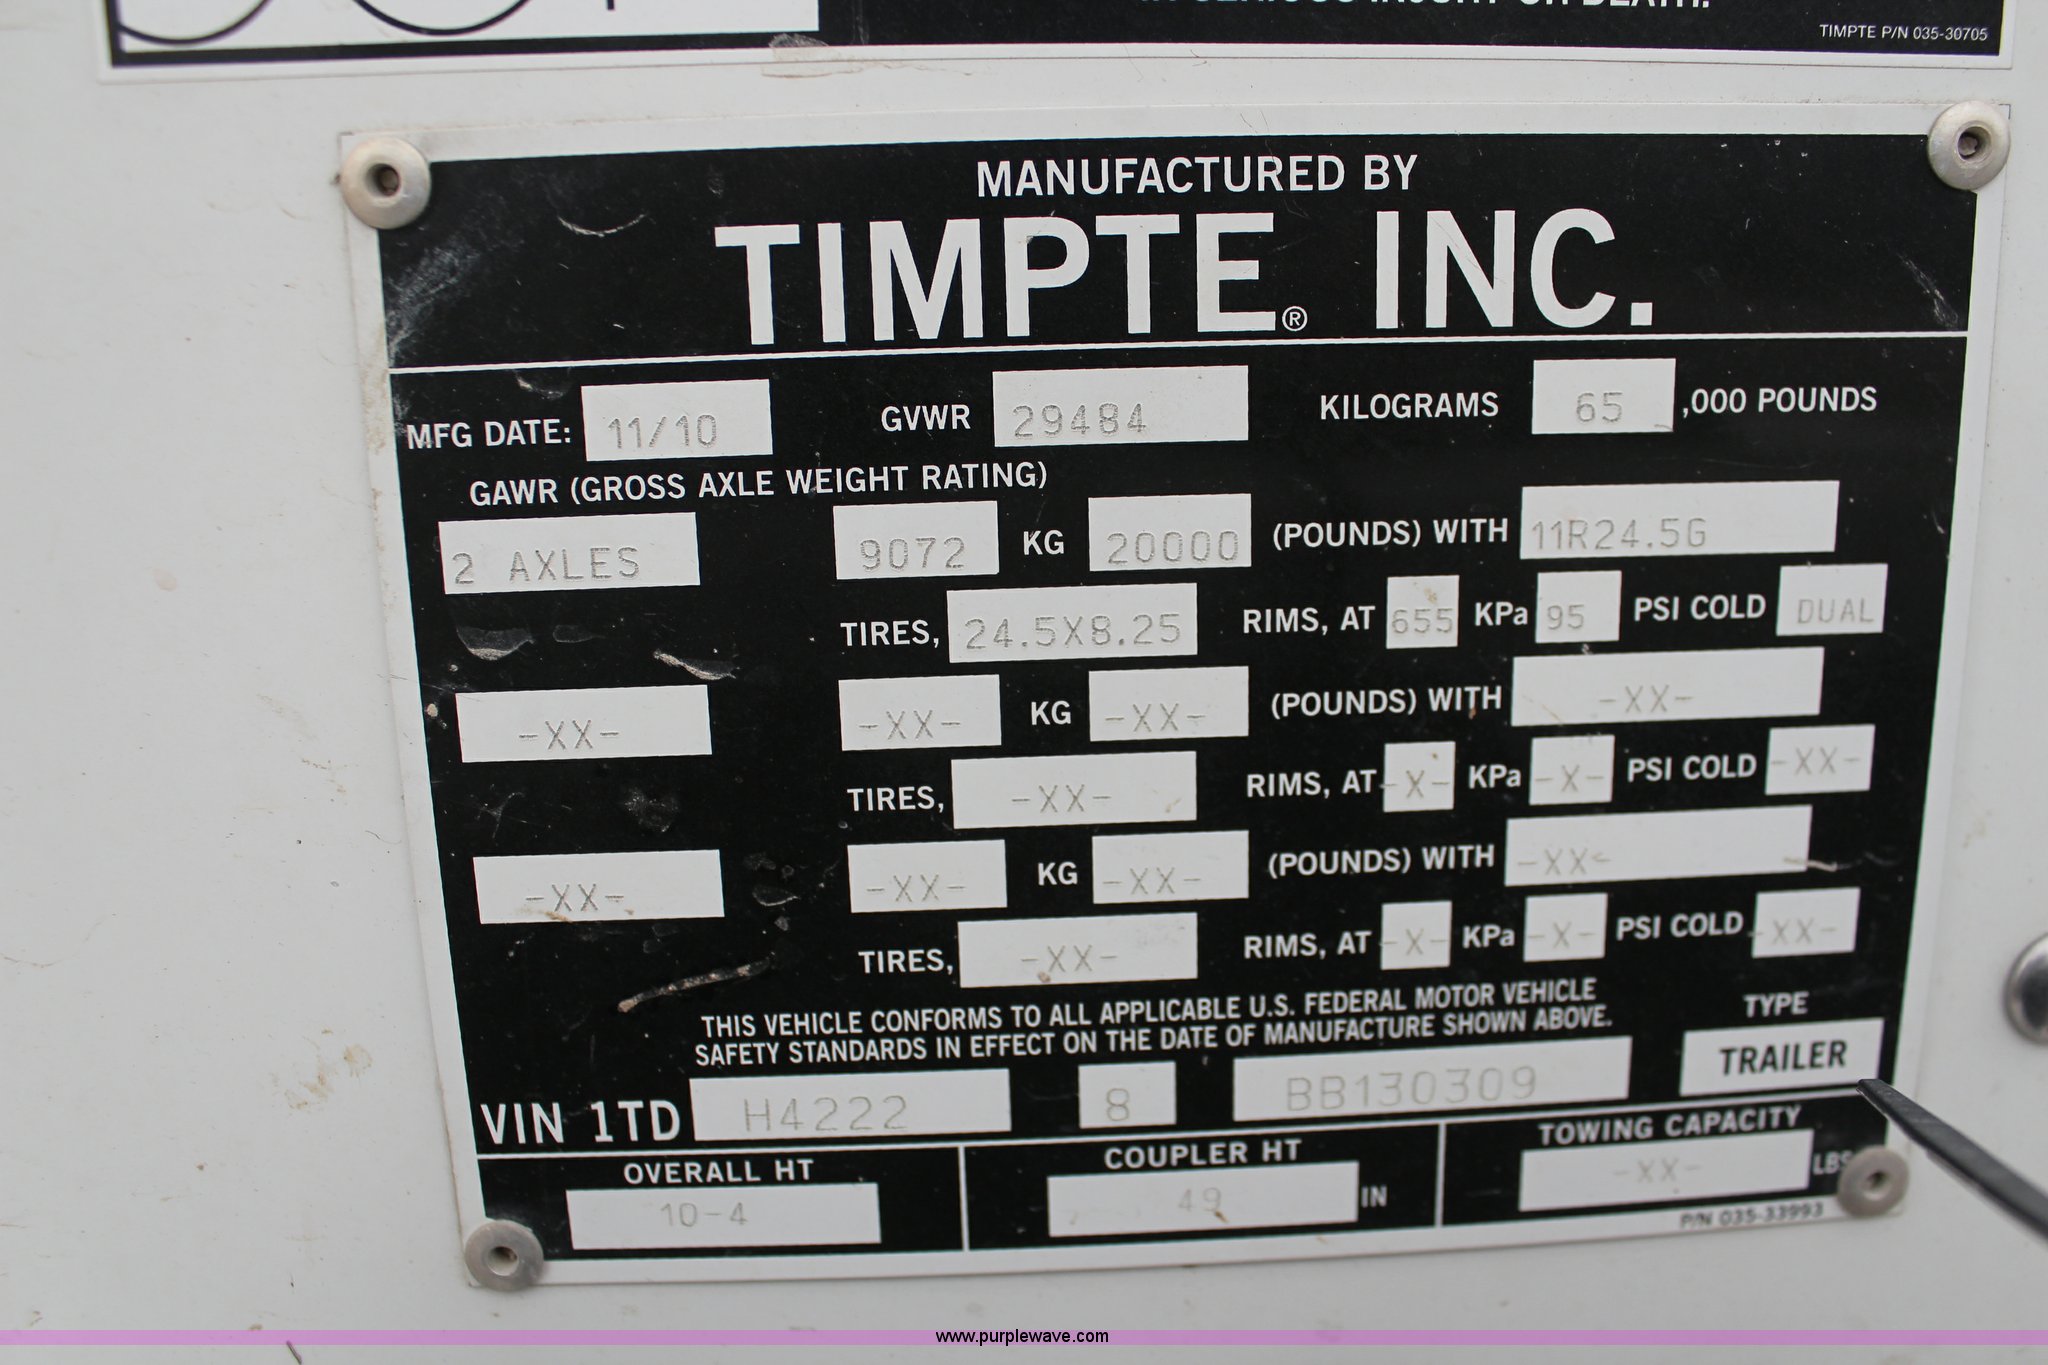 IN SERIOUS INJURY OR DEATH.
TIMPTE P/N 035-30705
MANUFACTURED BY
TIMPTE® INC.
MFG DATE: 11/10 GVWR 29484 KILOGRAMS 65 ,000 POUNDS
GAWR (GROSS AXLE WEIGHT RATING)
2 AXLES 9072 KG 20000 (POUNDS) WITH 11R24.5G
TIRES, 24.5X8.25 RIMS, AT 655 KPa 95 PSI COLD DUAL
-XX- -XX- KG -XX- (POUNDS) WITH -XX-
TIRES, -XX- RIMS, AT -X- KPa -X- PSI COLD -XX-
-XX- -XX- KG -XX- (POUNDS) WITH -XX-
TIRES, -XX- RIMS, AT -X- KPa -X- PSI COLD -XX-
THIS VEHICLE CONFORMS TO ALL APPLICABLE U.S. FEDERAL MOTOR VEHICLE
SAFETY STANDARDS IN EFFECT ON THE DATE OF MANUFACTURE SHOWN ABOVE.
TYPE
TRAILER
VIN 1TD H4222 8 BB130309
OVERALL HT
10-4
COUPLER HT
49 IN
TOWING CAPACITY
-XX- LBS
P/N 035-33993
www.purplewave.com